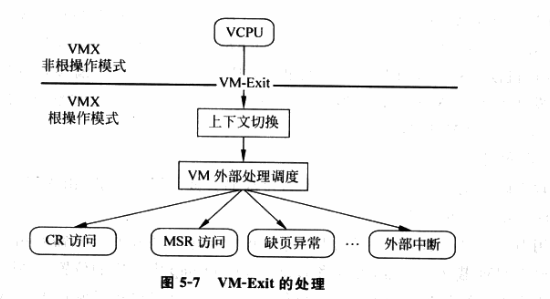 VCPU
VMX
非根操作模式
VM-Exit
VMX
根操作模式
上下文切换
VM 外部处理调度
CR 访问
MSR 访问
缺页异常
…
外部中断
图 5-7 VM-Exit 的处理